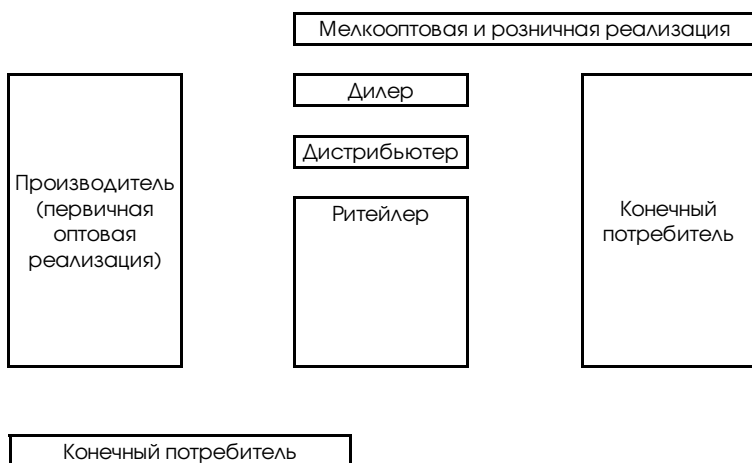 Мелкооптовая и розничная реализация
Дилер
Дистрибьютер
Производитель
(первичная
оптовая
реализация)
Ритейлер
Конечный
потребитель
Конечный потребитель